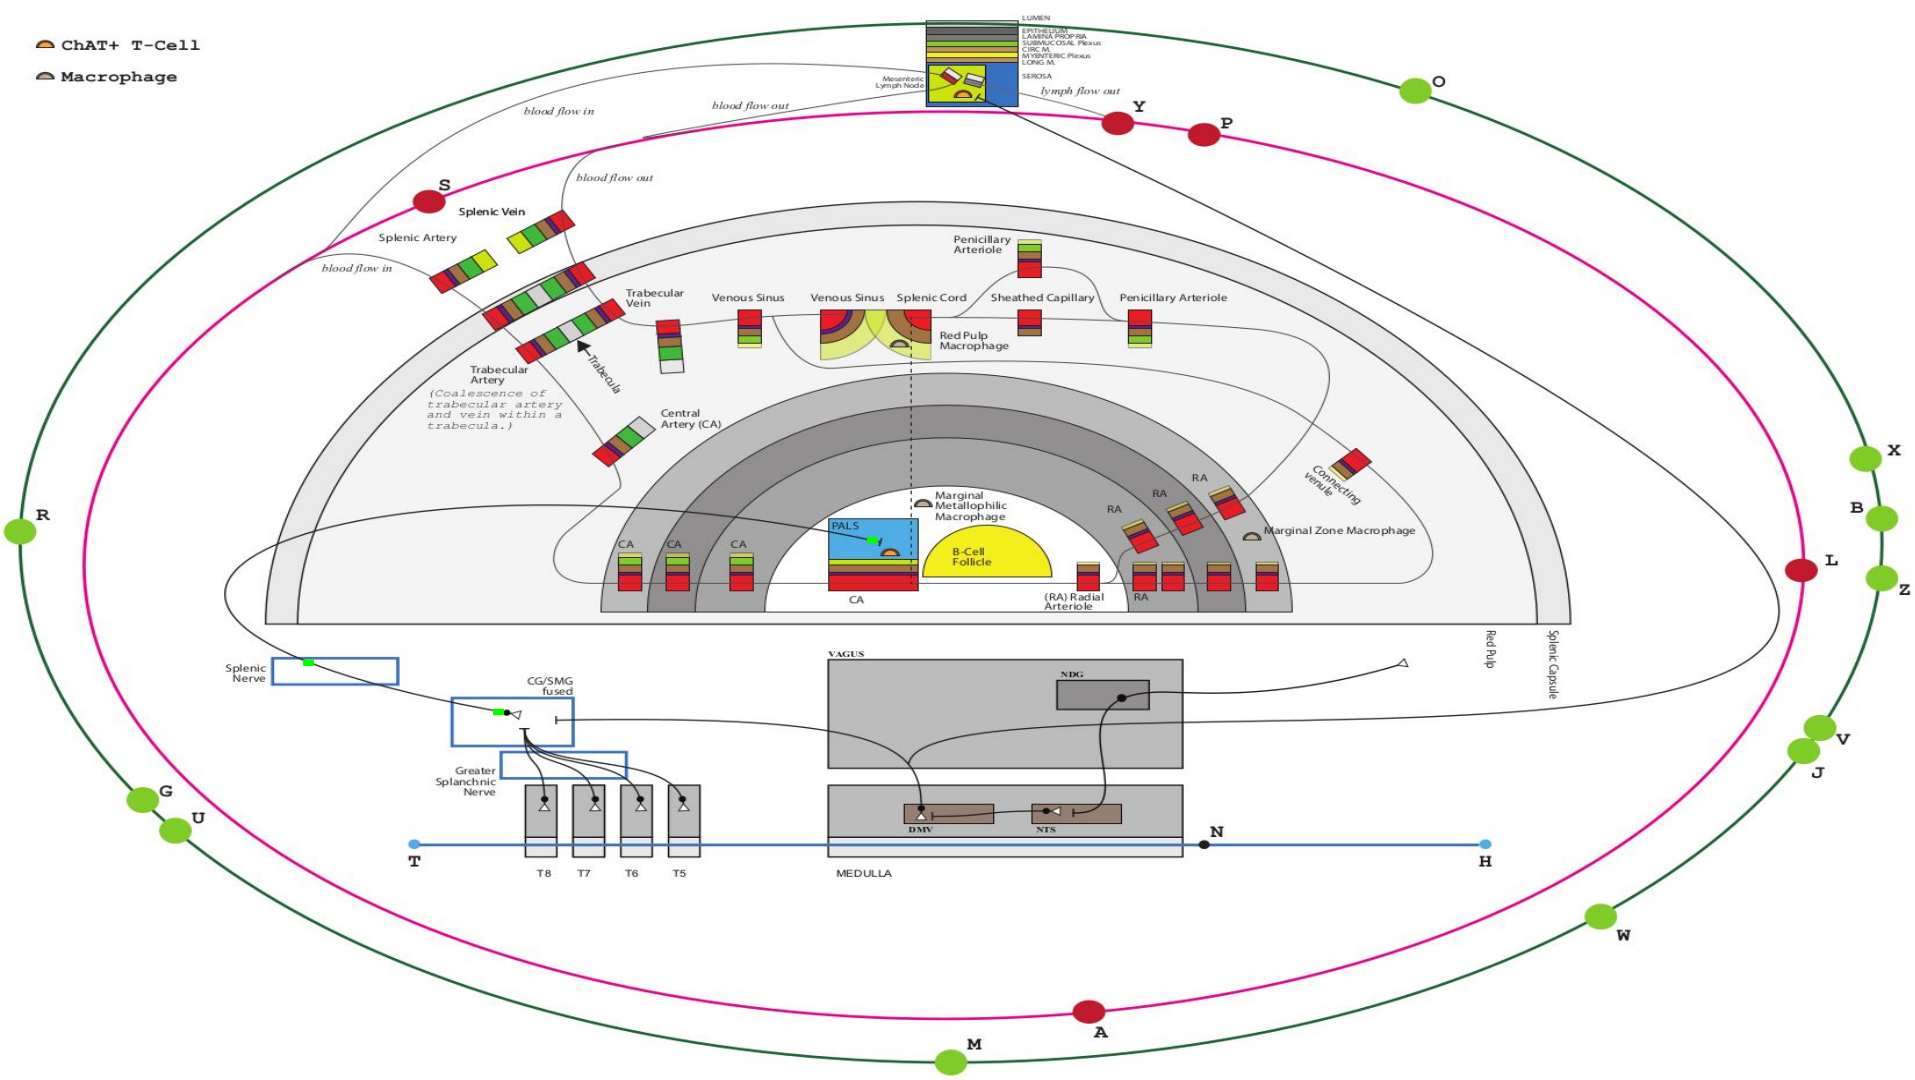 LUMEN
EPITHELIUM
LAMINA PROPRIA
SUBMUCOSAL Plexus
CIRC M.
MYENTERIC Plexus
LONG M.
SEROSA
Mesenteric
Lymph Node
ChAT+ T-Cell
Macrophage
blood flow in
blood flow out
lymph flow out
O
Y
P
blood flow out
S
Splenic Vein
Splenic Artery
blood flow in
Penicillary
Arteriole
Trabecular
Vein
Venous Sinus
Venous Sinus
Splenic Cord
Sheathed Capillary
Penicillary Arteriole
Red Pulp
Macrophage
Trabecula
Trabecular
Artery
(Coalescence of
trabecular artery
and vein within a
trabecula.)
Central
Artery (CA)
Connecting
venule
X
B
R
L
Z
RA
RA
RA
Marginal
Metallophilic
Macrophage
Marginal Zone Macrophage
PALS
B-Cell
Follicle
CA
CA
CA
CA
(RA) Radial
Arteriole
RA
Red Pulp
Splenic Capsule
Splenic
Nerve
CG/SMG
fused
VAGUS
NDG
Greater
Splanchnic
Nerve
V
J
G
U
DMV
NTS
T
N
H
T8
T7
T6
T5
MEDULLA
W
A
M